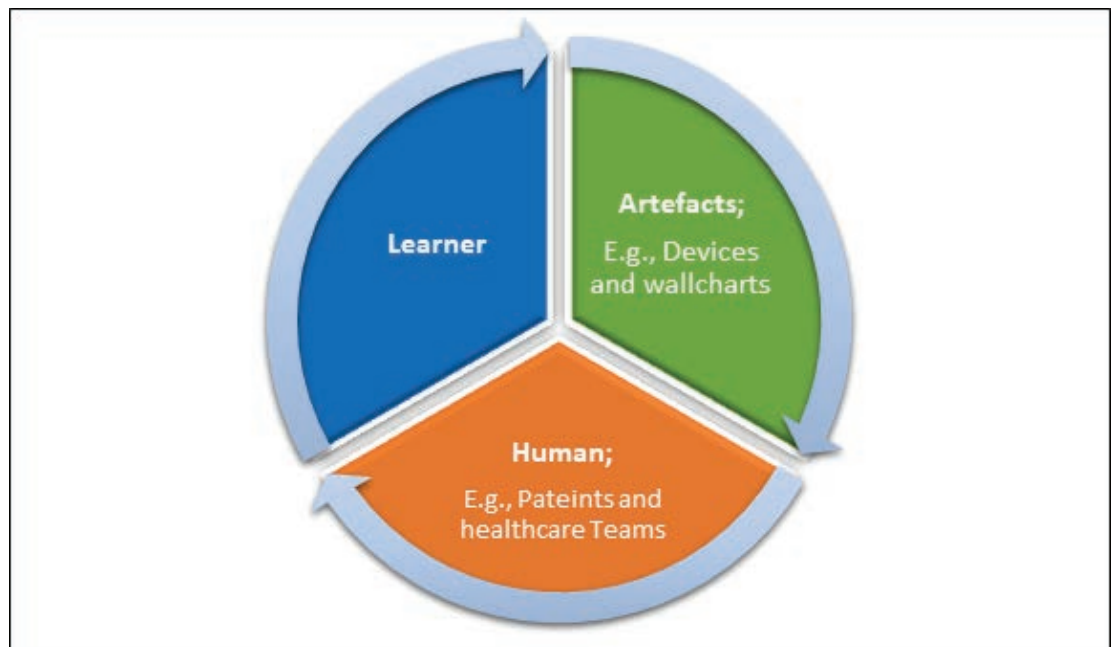 Learner
Artefacts;
E.g., Devices
and wallcharts
Human;
E.g., Pateints and
healthcare Teams